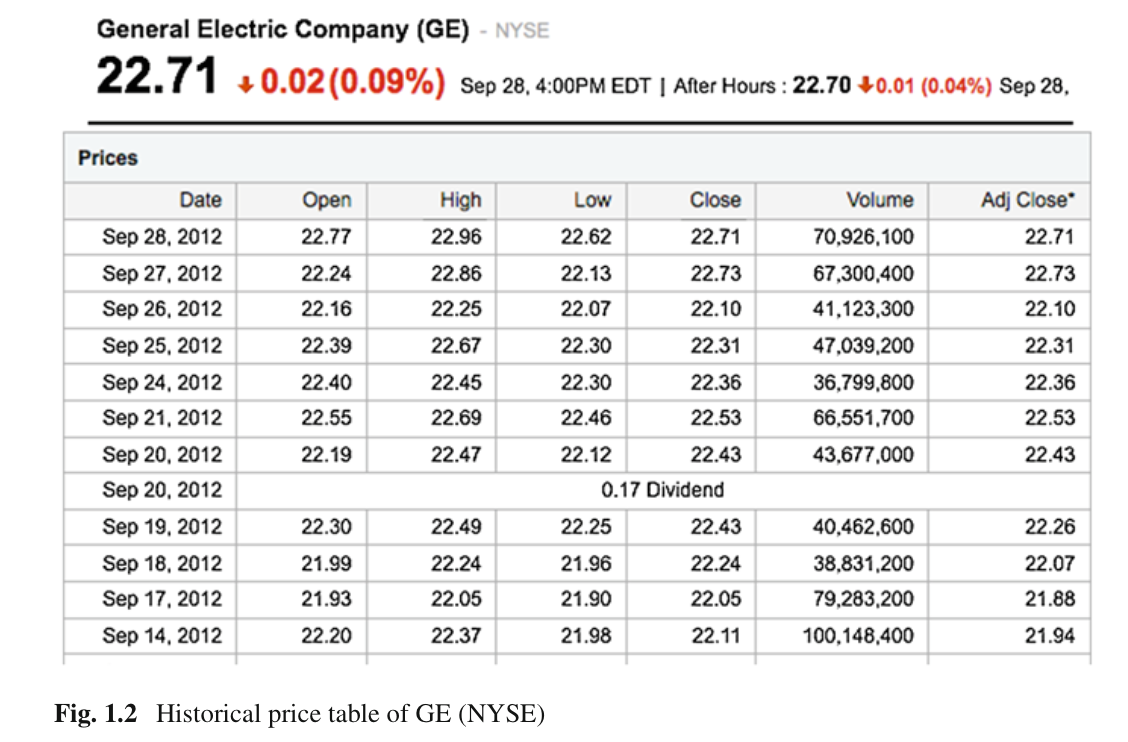 General Electric Company (GE) - NYSE
22.71 0.02(0.09%) Sep 28, 4:00PM EDT | After Hours : 22.70 0.01 (0.04%) Sep 28,
Prices
Date Open High Low Close Volume Adj Close*
Sep 28, 2012 22.77 22.96 22.62 22.71 70,926,100 22.71
Sep 27, 2012 22.24 22.86 22.13 22.73 67,300,400 22.73
Sep 26, 2012 22.16 22.25 22.07 22.10 41,123,300 22.10
Sep 25, 2012 22.39 22.67 22.30 22.31 47,039,200 22.31
Sep 24, 2012 22.40 22.45 22.30 22.36 36,799,800 22.36
Sep 21, 2012 22.55 22.69 22.46 22.53 66,551,700 22.53
Sep 20, 2012 22.19 22.47 22.12 22.43 43,677,000 22.43
Sep 20, 2012 0.17 Dividend
Sep 19, 2012 22.30 22.49 22.25 22.43 40,462,600 22.26
Sep 18, 2012 21.99 22.24 21.96 22.24 38,831,200 22.07
Sep 17, 2012 21.93 22.05 21.90 22.05 79,283,200 21.88
Sep 14, 2012 22.20 22.37 21.98 22.11 100,148,400 21.94
Fig. 1.2 Historical price table of GE (NYSE)